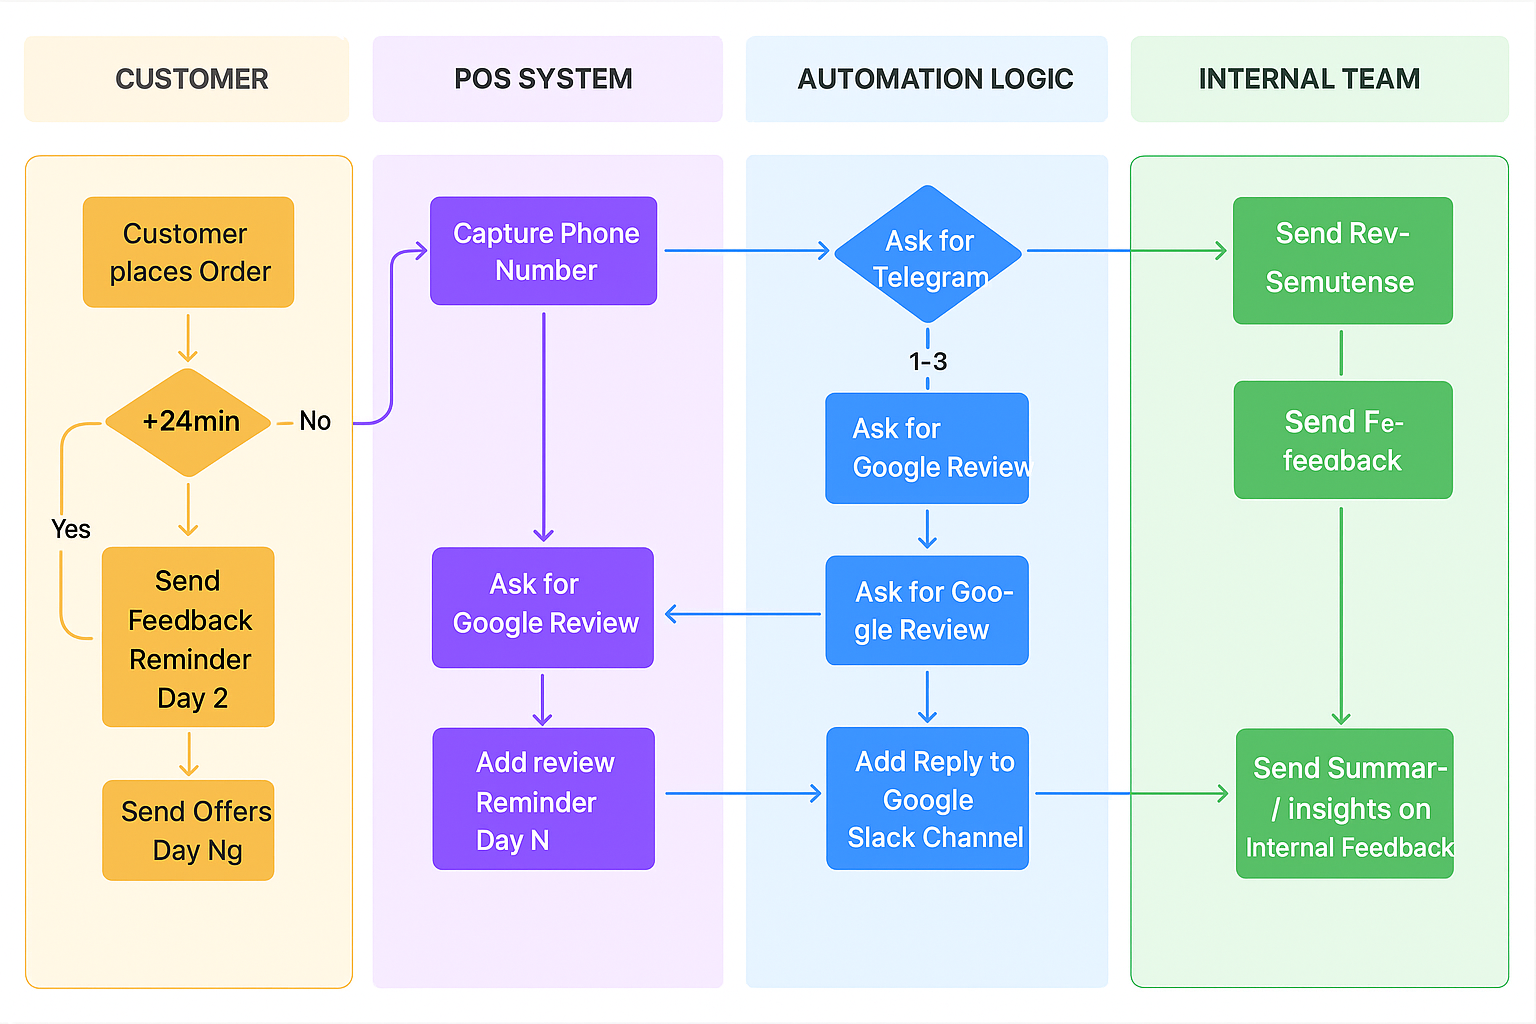 CUSTOMER
POS SYSTEM
AUTOMATION LOGIC
INTERNAL TEAM
Customer
places Order
+24min
No
Yes
Send
Feedback
Reminder
Day 2
Send Offers
Day Ng
Capture Phone
Number
Ask for
Google Review
Add review
Reminder
Day N
Ask for
Telegram
1-3
Ask for
Google Review
Ask for Goo-
gle Review
Add Reply to
Google
Slack Channel
Send Rev-
Semutense
Send Fe-
feedback
Send Summar-
/ insights on
Internal Feedback